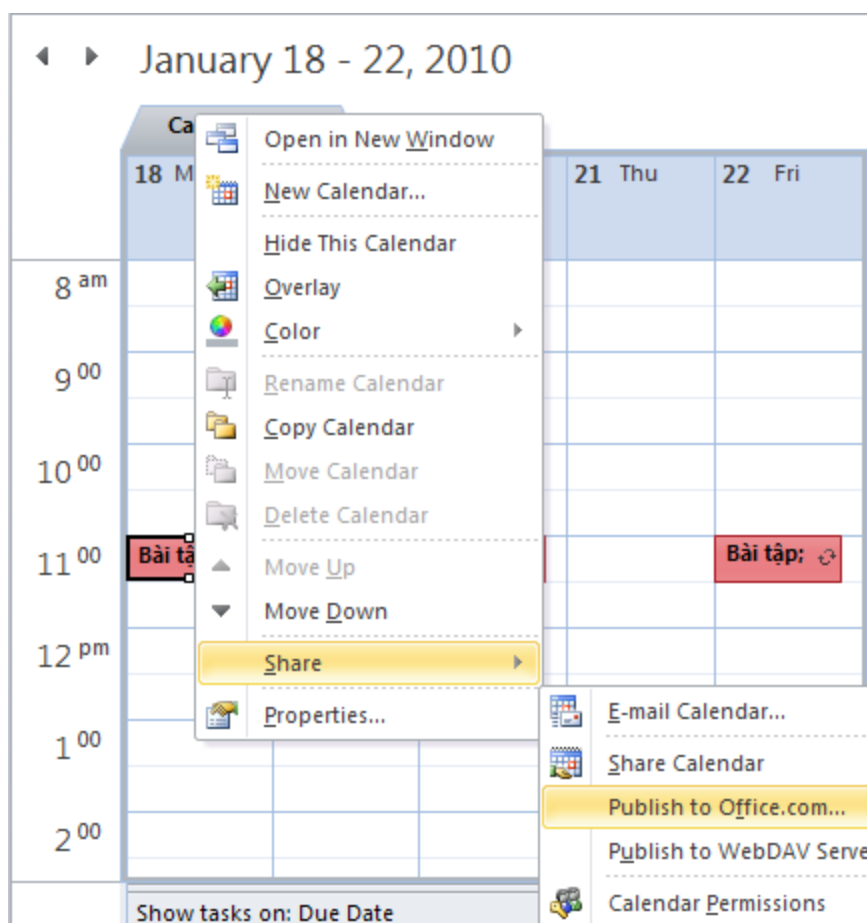 January 18 - 22, 2010
Open in New Window
18
21 Thu
22 Fri
New Calendar...
Hide This Calendar
8 am
Overlay
Color
9 00
Rename Calendar
Copy Calendar
10 00
Move Calendar
Delete Calendar
11 00
Bài
Bài tập;
Move Up
Move Down
12 pm
Share
Properties...
E-mail Calendar...
1 00
Share Calendar
Publish to Office.com...
2 00
Publish to WebDAV
Calendar Permissions
Show tasks on: Due Date